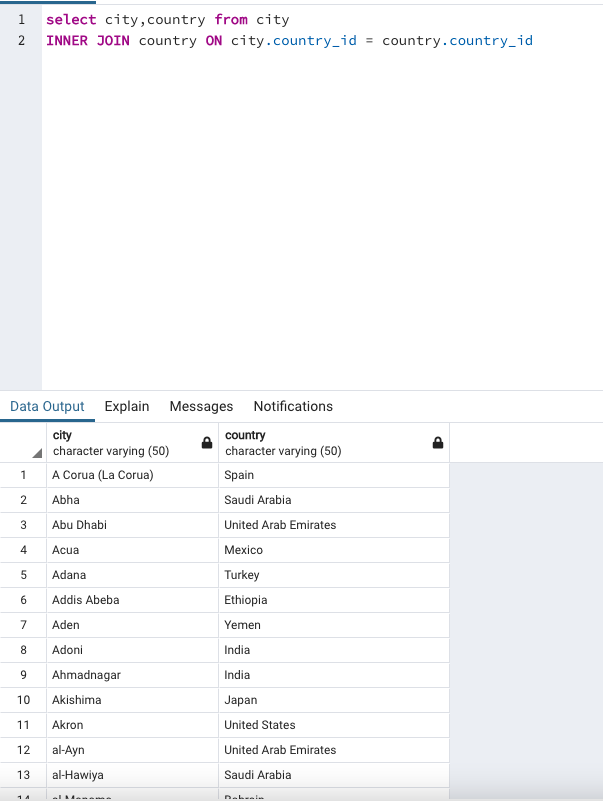 1 select city,country from city
2 INNER JOIN country ON city.country_id = country.country_id
Data Output Explain Messages Notifications
city country
character varying (50) character varying (50)
1 A Corua (La Corua) Spain
2 Abha Saudi Arabia
3 Abu Dhabi United Arab Emirates
4 Acua Mexico
5 Adana Turkey
6 Addis Abeba Ethiopia
7 Aden Yemen
8 Adoni India
9 Ahmadnagar India
10 Akishima Japan
11 Akron United States
12 al-Ayn United Arab Emirates
13 al-Hawiya Saudi Arabia
14 al-Manama Bahrain